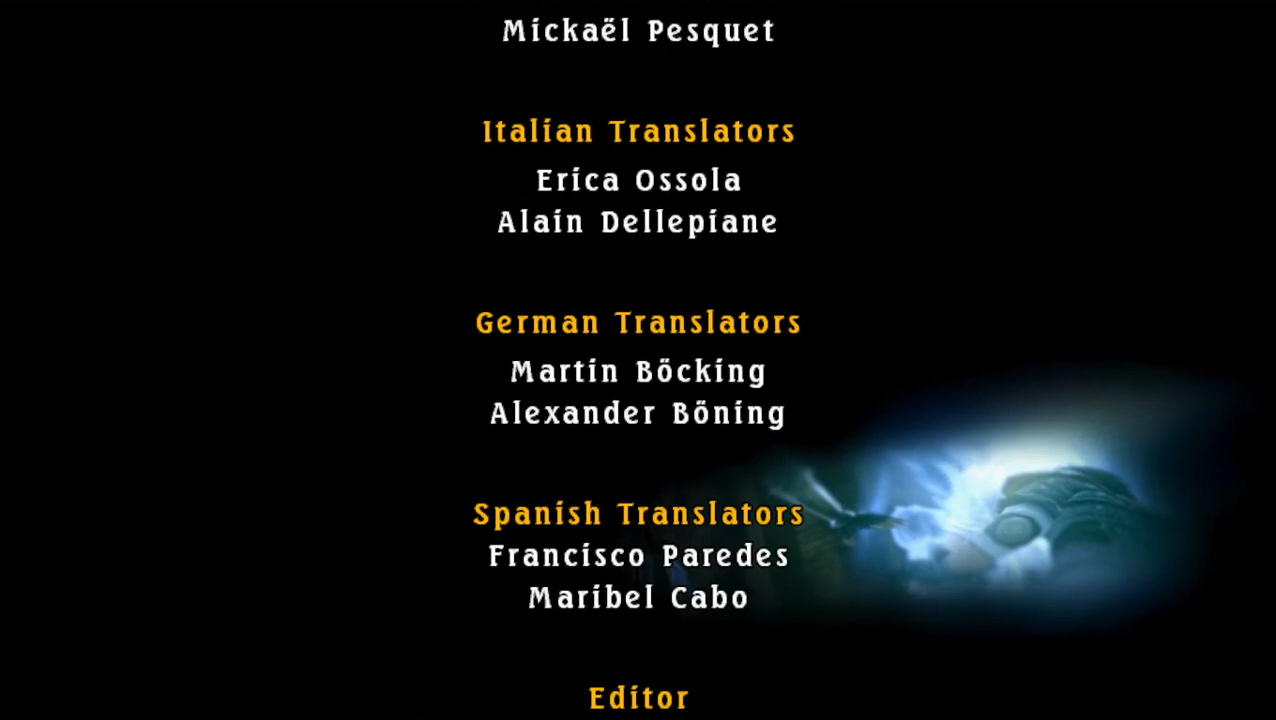 Mickaël Pesquet
Italian Translators
Erica Ossola
Alain Dellepiane
German Translators
Martin Böcking
Alexander Böning
Spanish Translators
Francisco Paredes
Maribel Cabo
Editor